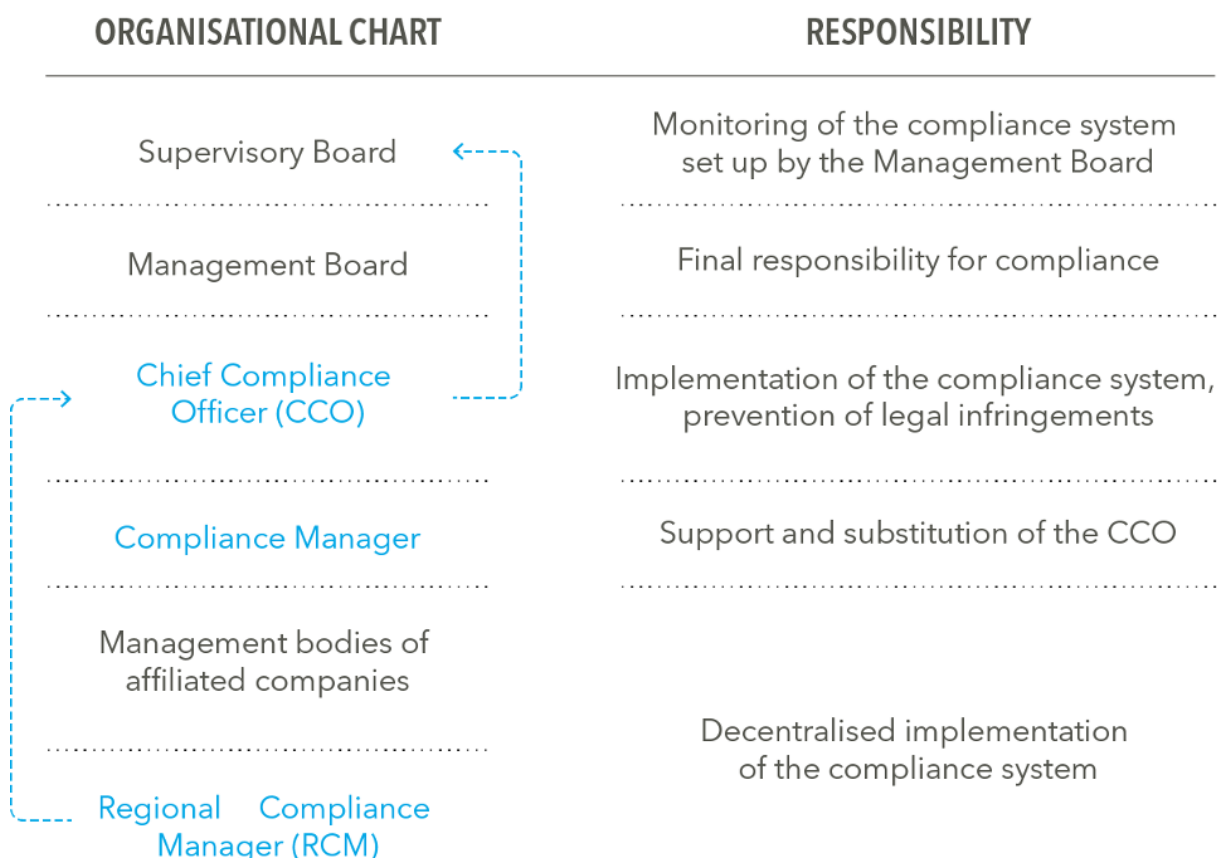 ORGANISATIONAL CHART
RESPONSIBILITY
Supervisory Board
Monitoring of the compliance system
set up by the Management Board
Management Board
Final responsibility for compliance
Chief Compliance
Officer (CCO)
Implementation of the compliance system,
prevention of legal infringements
Compliance Manager
Support and substitution of the CCO
Management bodies of
affiliated companies
Regional Compliance
Manager (RCM)
Decentralised implementation
of the compliance system